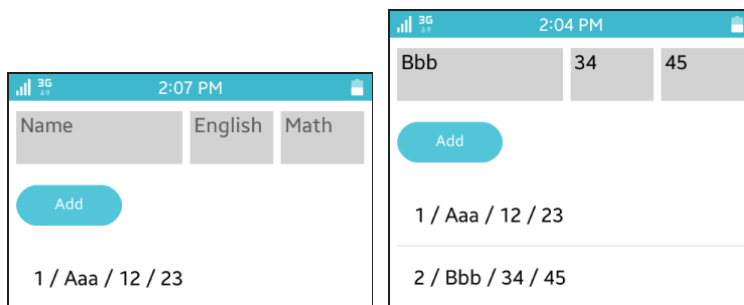 3G 2:07 PM
Name English Math
Add
1 / Aaa / 12 / 23
3G 2:04 PM
Bbb 34 45
Add
1 / Aaa / 12 / 23
2 / Bbb / 34 / 45